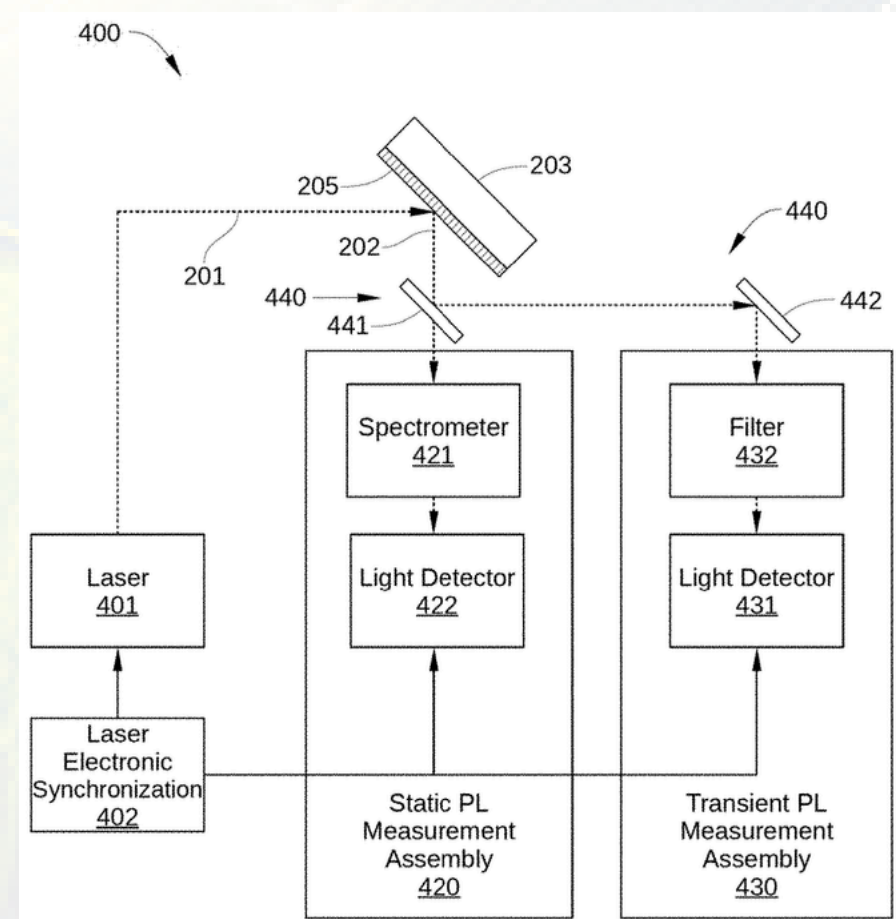 400
205
203
201
202
440
440
441
442
Spectrometer
421
Filter
432
Laser
401
Light Detector
422
Light Detector
431
Laser
Electronic
Synchronization
402
Static PL
Measurement
Assembly
420
Transient PL
Measurement
Assembly
430